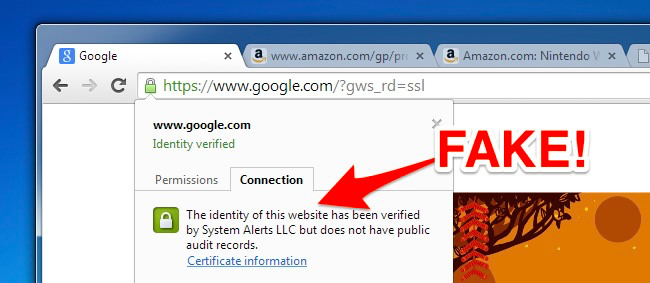 Google
www.amazon.com/gp/pr
Amazon.com: Nintendo W
https://www.google.com/?gws_rd=ssl
www.google.com
Identity verified
FAKE!
Permissions
Connection
The identity of this website has been verified
by System Alerts LLC but does not have public
audit records.
Certificate information